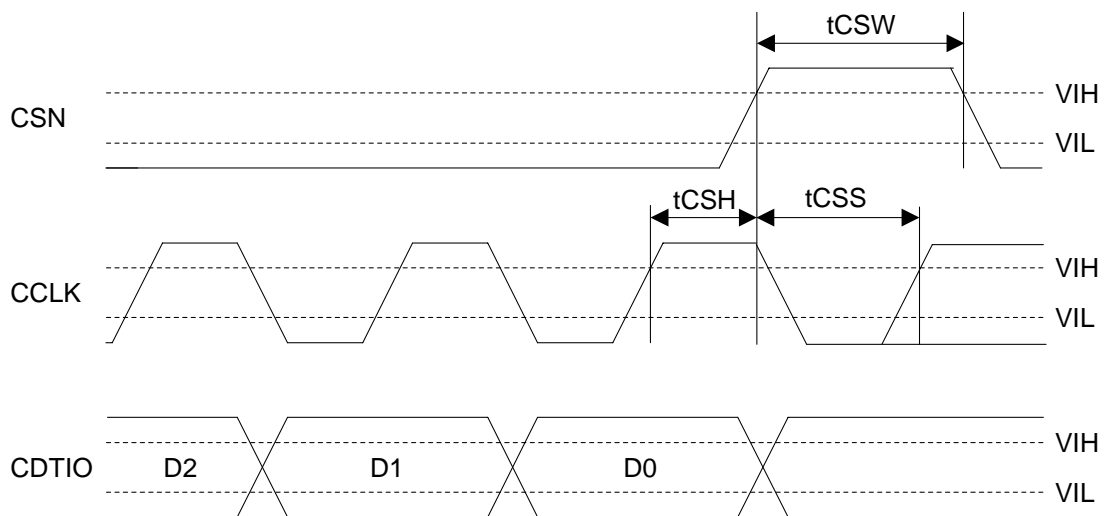 tCSW
VIH
CSN
VIL
tCSH tCSS
VIH
CCLK
VIL
VIH
CDTIO D2 D1 D0
VIL